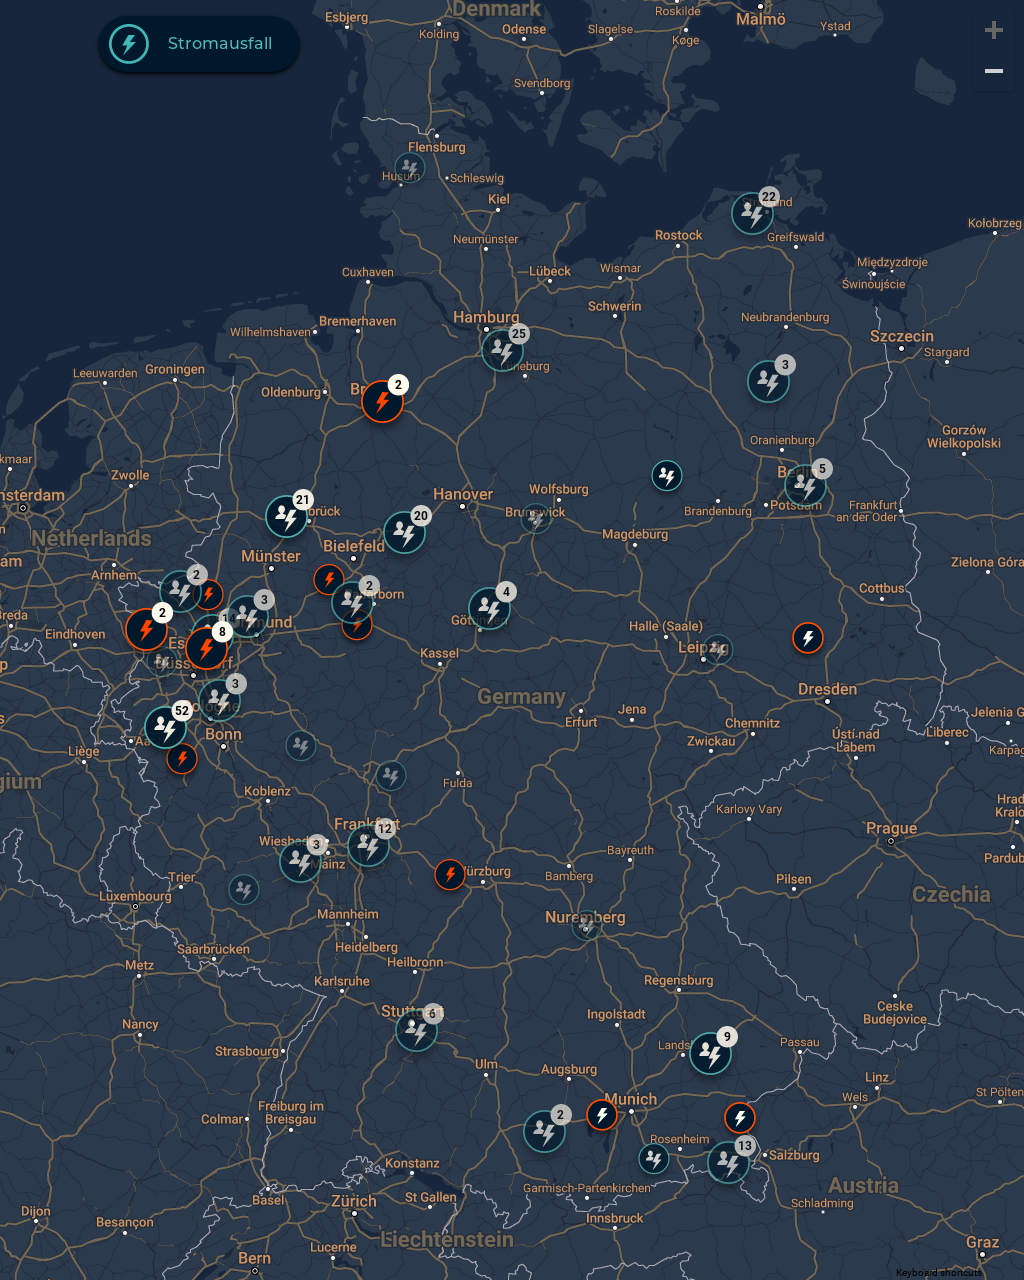 Denmark
Esbjerg
Roskilde
Malmö
Stromausfall
Kolding
Odense
Slagelse
Køge
Ystad
Svendborg
Flensburg
Husum
Schleswig
Kiel
22
Greifswald
Kołobrzeg
Neumünster
Rostock
Cuxhaven
Lübeck
Wismar
Międzyzdroje
Świnoujście
Schwerin
Hamburg
Neubrandenburg
Bremerhaven
Wilhelmshaven
25
Szczecin
Stargard
Groningen
Leeuwarden
3
Oldenburg
2
Gorzów
Wielkopolski
Oranienburg
Zwolle
5
Hanover
Wolfsburg
21
Brunswick
Brandenburg
Potsdam
Frankfurt
an der Oder
20
Netherlands
Magdeburg
Bielefeld
Münster
Zielona Góra
Arnhem
2
2
Cottbus
3
4
2
Eindhoven
8
Halle (Saale)
Leipzig
Kassel
Düsseldorf
3
Germany
Dresden
52
Jena
Erfurt
Chemnitz
Bonn
Liberec
Ústí nad
Labem
Zwickau
Liège
Koblenz
Fulda
Karlovy Vary
Prague
Frankfurt
12
3
Mainz
Bayreuth
Trier
Bamberg
Pilsen
Luxembourg
Czechia
Mannheim
Nuremberg
Saarbrücken
Heidelberg
Metz
Heilbronn
Karlsruhe
Regensburg
Ceske
Budejovice
Stuttgart
6
Ingolstadt
Nancy
9
Strasbourg
Passau
Ulm
Augsburg
Linz
Munich
Wels
St Pölten
Freiburg im
Breisgau
Colmar
2
Rosenheim
13
Salzburg
Konstanz
Garmisch-Partenkirchen
Austria
Basel
Zürich
St Gallen
Schladming
Dijon
Besançon
Innsbruck
Liechtenstein
Lucerne
Bern
Graz
Keyboard shortcuts